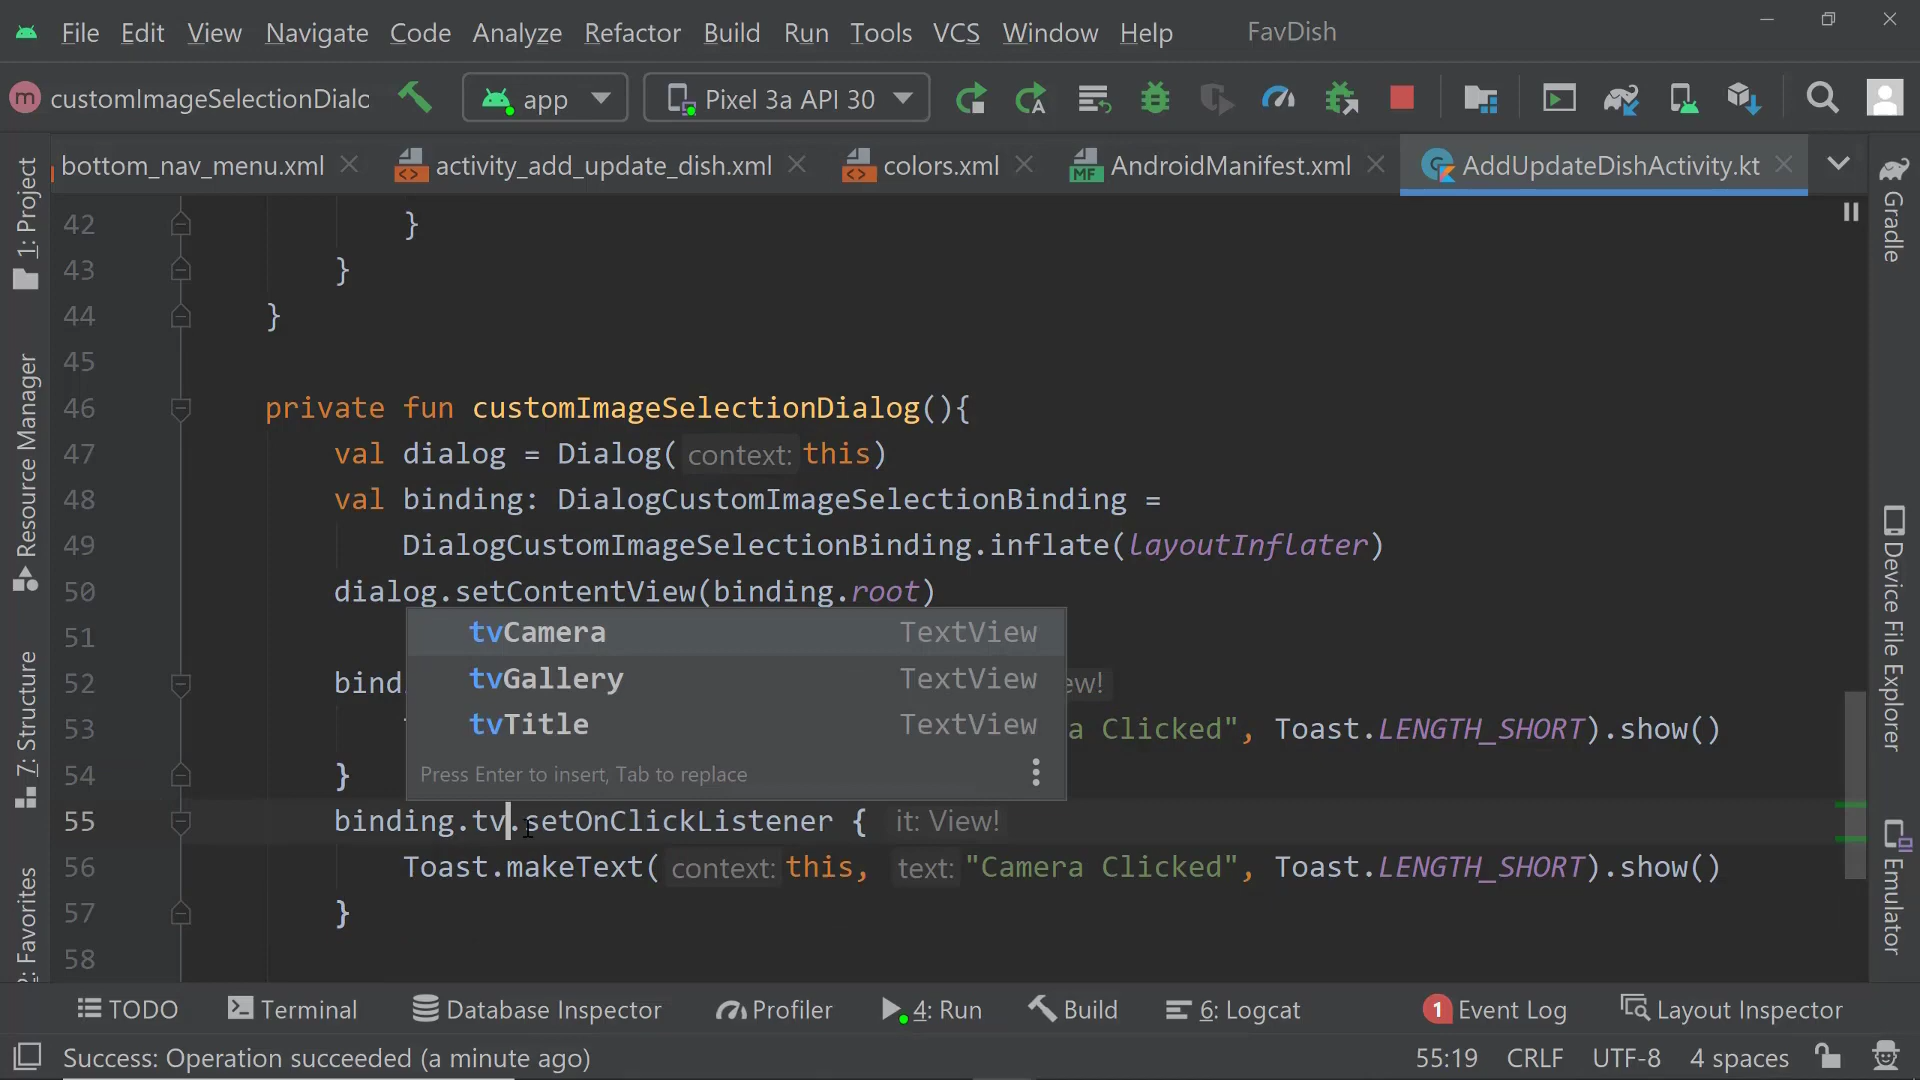 File Edit View Navigate Code Analyze Refactor Build Run Tools VCS Window Help FavDish
m customImageSelectionDialo app Pixel 3a API 30
bottom_nav_menu.xml activity_add_update_dish.xml colors.xml AndroidManifest.xml AddUpdateDishActivity.kt
1: Project
Resource Manager
7: Structure
Favorites
42 }
43 }
44 }
45
46 private fun customImageSelectionDialog(){
47 val dialog = Dialog( context: this)
48 val binding: DialogCustomImageSelectionBinding =
49 DialogCustomImageSelectionBinding.inflate(layoutInflater)
50 dialog.setContentView(binding.root)
51
tvCamera TextView
52 bind ew!
tvGallery TextView
53 a Clicked", Toast.LENGTH_SHORT).show()
tvTitle TextView
54 }
Press Enter to insert, Tab to replace
55 binding.tv.setOnClickListener { it: View!
56 Toast.makeText( context: this, text: "Camera Clicked", Toast.LENGTH_SHORT).show()
57 }
58
Gradle
Device File Explorer
Emulator
TODO Terminal Database Inspector Profiler 4: Run Build 6: Logcat 1 Event Log Layout Inspector
Success: Operation succeeded (a minute ago) 55:19 CRLF UTF-8 4 spaces